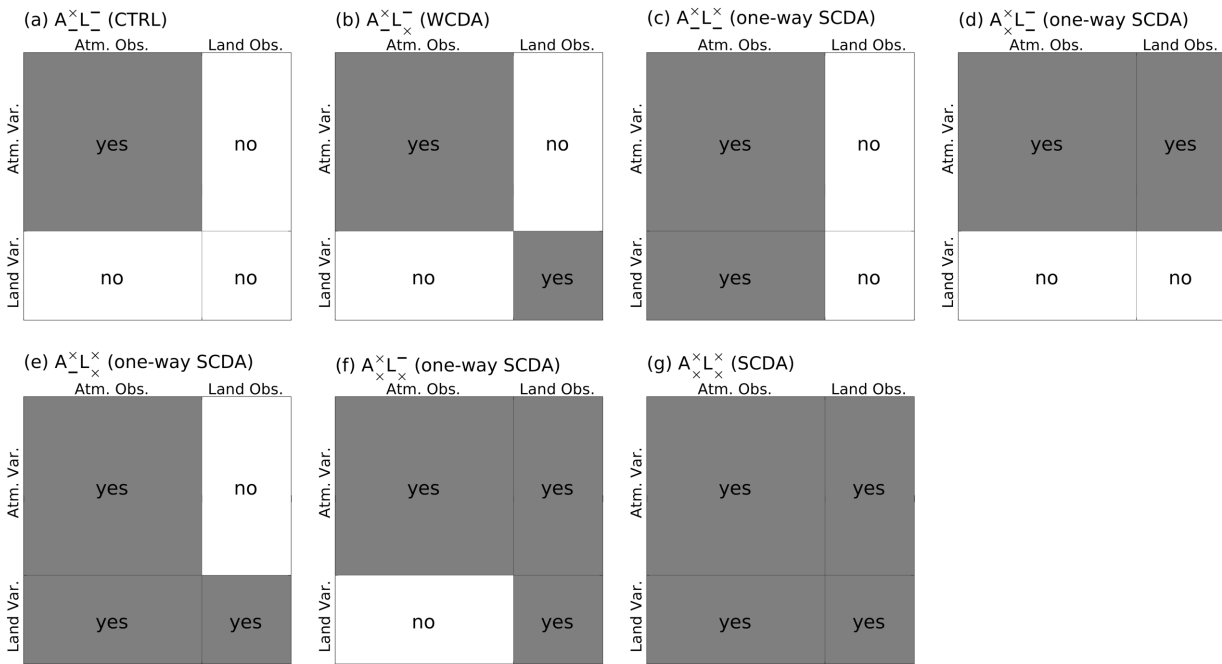 (a) A×−L−− (CTRL)
Atm. Obs. Land Obs.
Atm. Var.
yes no
Land Var.
no no
(b) A×−L−× (WCDA)
Atm. Obs. Land Obs.
Atm. Var.
yes no
Land Var.
no yes
(c) A×−L×− (one-way SCDA)
Atm. Obs. Land Obs.
Atm. Var.
yes no
Land Var.
yes no
(d) A××L−− (one-way SCDA)
Atm. Obs. Land Obs.
Atm. Var.
yes yes
Land Var.
no no
(e) A×−L×× (one-way SCDA)
Atm. Obs. Land Obs.
Atm. Var.
yes no
Land Var.
yes yes
(f) A××L−× (one-way SCDA)
Atm. Obs. Land Obs.
Atm. Var.
yes yes
Land Var.
no yes
(g) A××L×× (SCDA)
Atm. Obs. Land Obs.
Atm. Var.
yes yes
Land Var.
yes yes